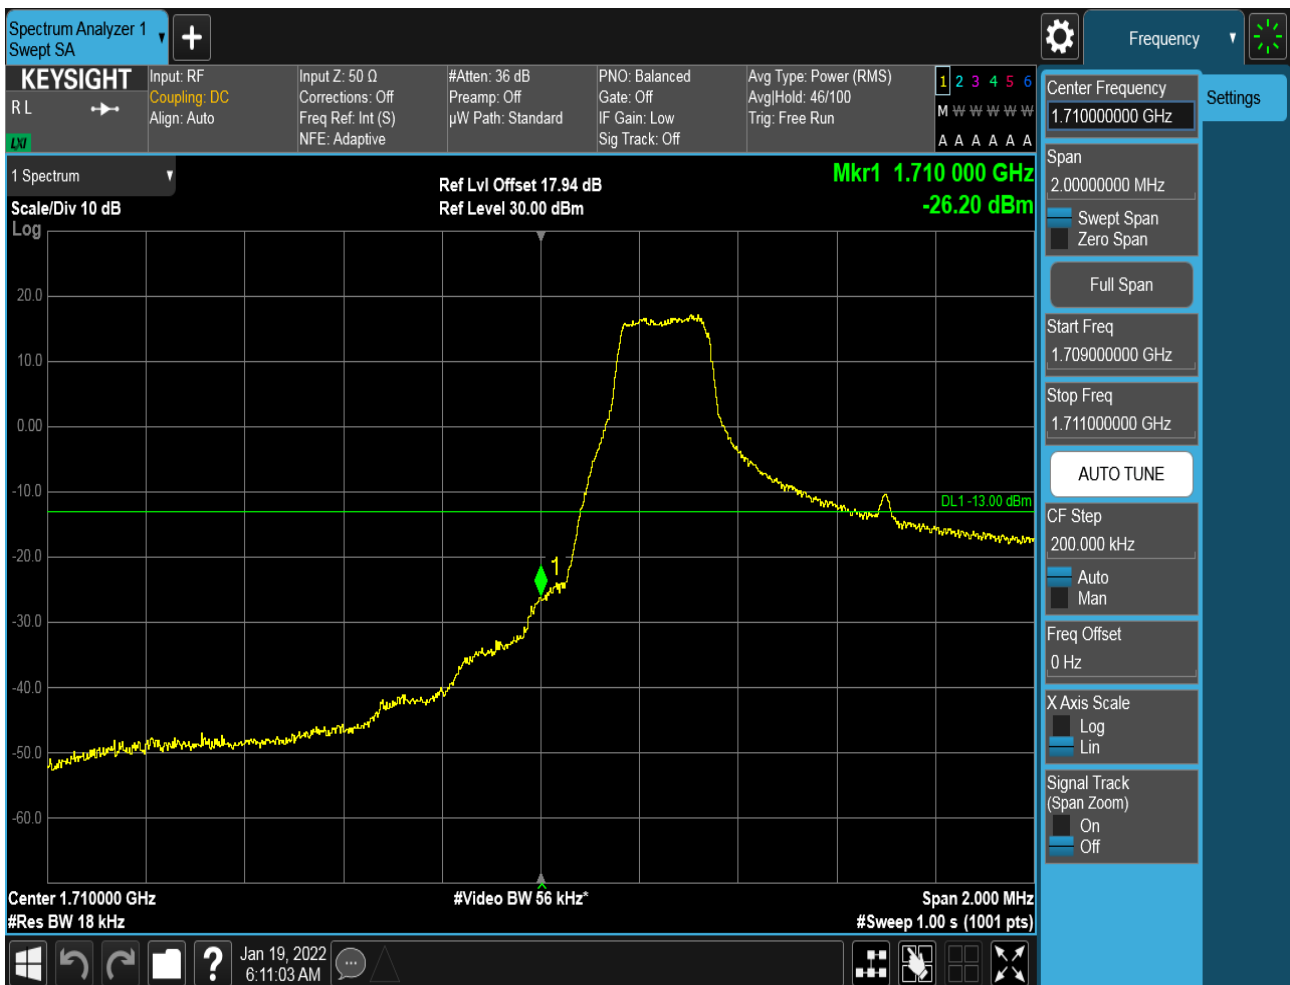 Spectrum Analyzer 1
Swept SA
Frequency
KEYSIGHT
R L
LXI
Input: RF
Coupling: DC
Align: Auto
Input Z: 50 Ω
Corrections: Off
Freq Ref: Int (S)
NFE: Adaptive
#Atten: 36 dB
Preamp: Off
µW Path: Standard
PNO: Balanced
Gate: Off
IF Gain: Low
Sig Track: Off
Avg Type: Power (RMS)
Avg|Hold: 46/100
Trig: Free Run
1 2 3 4 5 6
M W W W W W
A A A A A A
1 Spectrum
Scale/Div 10 dB
Log
Ref Lvl Offset 17.94 dB
Ref Level 30.00 dBm
Mkr1 1.710 000 GHz
-26.20 dBm
20.0
10.0
0.00
-10.0
-20.0
-30.0
-40.0
-50.0
-60.0
DL1 -13.00 dBm
1
Center 1.710000 GHz
#Res BW 18 kHz
#Video BW 56 kHz*
Span 2.000 MHz
#Sweep 1.00 s (1001 pts)
Jan 19, 2022
6:11:03 AM
Center Frequency
1.710000000 GHz
Settings
Span
2.00000000 MHz
Swept Span
Zero Span
Full Span
Start Freq
1.709000000 GHz
Stop Freq
1.711000000 GHz
AUTO TUNE
CF Step
200.000 kHz
Auto
Man
Freq Offset
0 Hz
X Axis Scale
Log
Lin
Signal Track
(Span Zoom)
On
Off